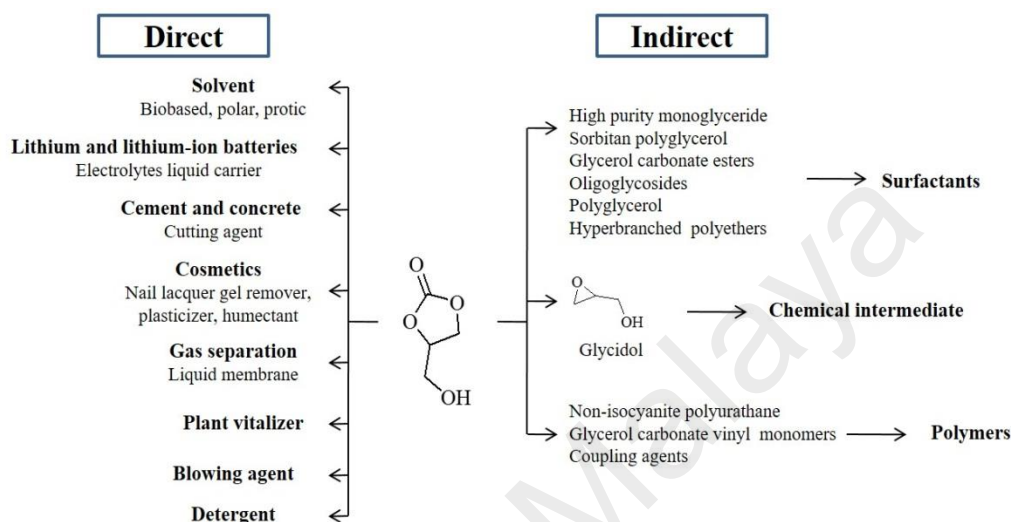 Direct
Indirect
Solvent
Biobased, polar, protic
Lithium and lithium-ion batteries
Electrolytes liquid carrier
Cement and concrete
Cutting agent
Cosmetics
Nail lacquer gel remover,
plasticizer, humectant
Gas separation
Liquid membrane
Plant vitalizer
Blowing agent
Detergent
O
O
O
OH
High purity monoglyceride
Sorbitan polyglycerol
Glycerol carbonate esters
Oligoglycosides
Polyglycerol
Hyperbranched polyethers
Surfactants
O
OH
Glycidol
Chemical intermediate
Non-isocyanite polyurathane
Glycerol carbonate vinyl monomers
Coupling agents
Polymers
Malaya